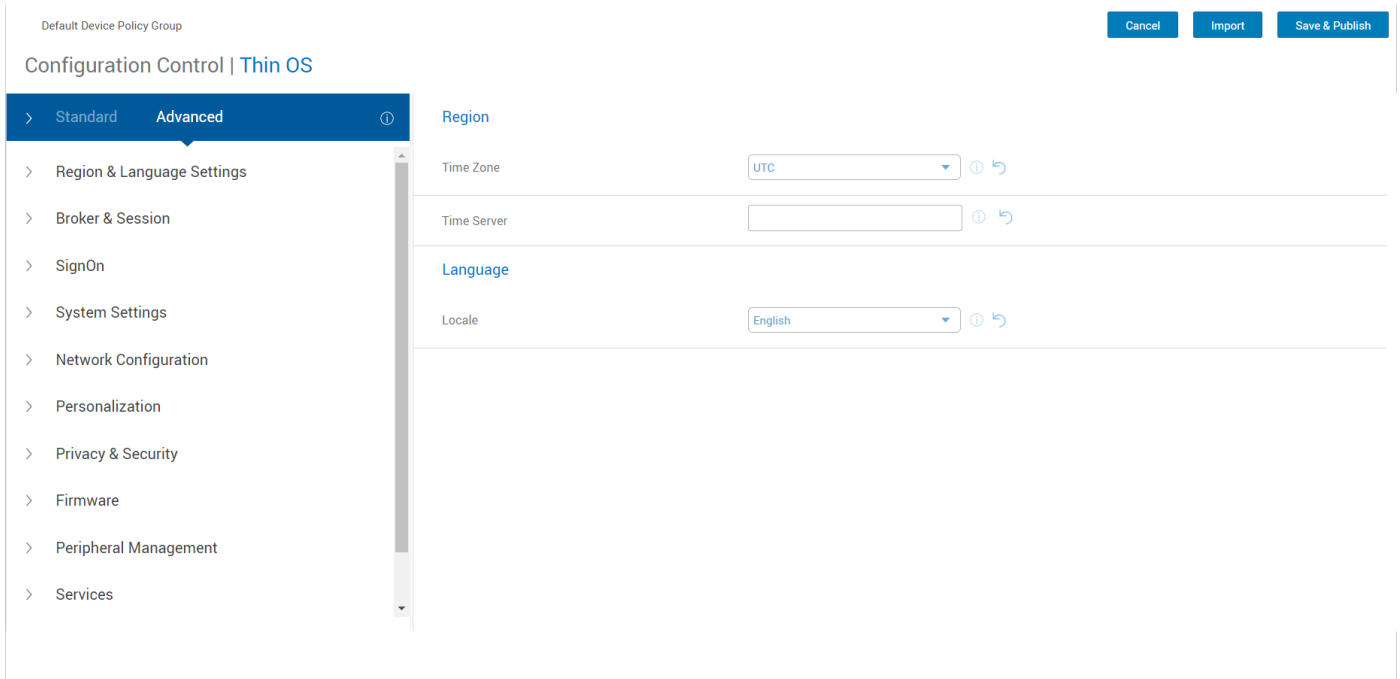 Default Device Policy Group
Cancel
Import
Save & Publish
Configuration Control | Thin OS
Standard
Advanced
Region & Language Settings
Broker & Session
SignOn
System Settings
Network Configuration
Personalization
Privacy & Security
Firmware
Peripheral Management
Services
Region
Time Zone
UTC
Time Server
Language
Locale
English